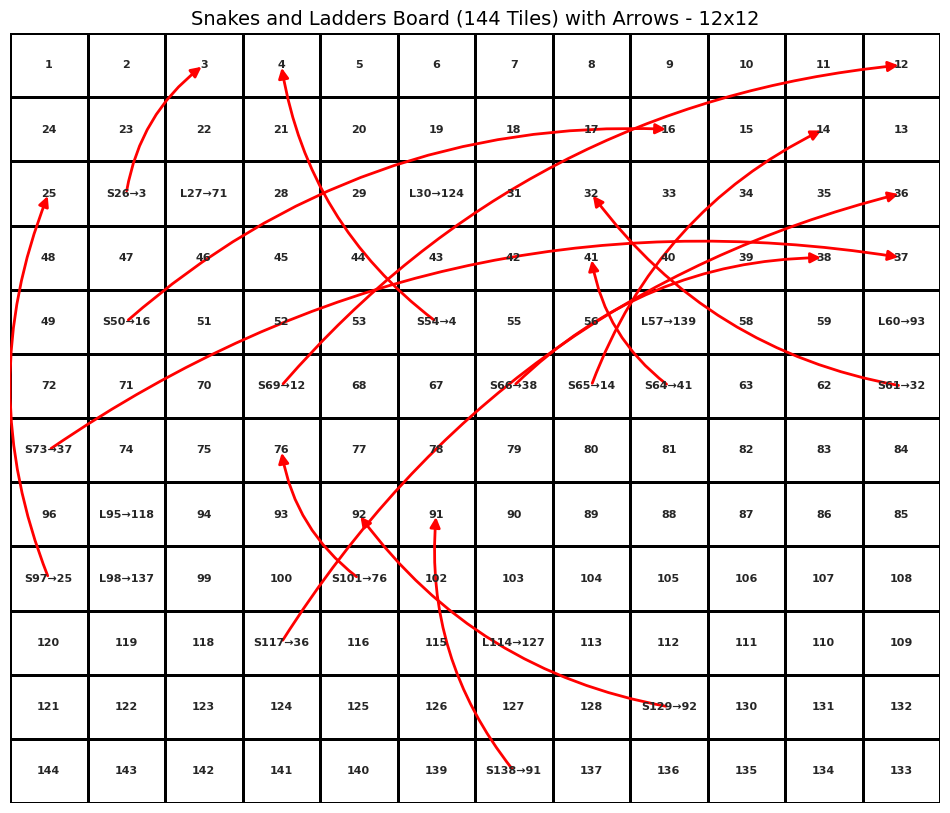 Snakes and Ladders Board (144 Tiles) with Arrows - 12x12
1 2 3 4 5 6 7 8 9 10 11 12
24 23 22 21 20 19 18 17 16 15 14 13
25 S26→3 L27→71 28 29 L30→124 31 32 33 34 35 36
48 47 46 45 44 43 42 41 40 39 38 37
49 S50→16 51 52 53 S54→4 55 56 L57→139 58 59 L60→93
72 71 70 S69→12 68 67 S66→38 S65→14 S64→41 63 62 S61→32
S73→37 74 75 76 77 78 79 80 81 82 83 84
96 L95→118 94 93 92 91 90 89 88 87 86 85
S97→25 L98→137 99 100 S101→76 102 103 104 105 106 107 108
120 119 118 S117→36 116 115 L114→127 113 112 111 110 109
121 122 123 124 125 126 127 128 S129→92 130 131 132
144 143 142 141 140 139 S138→91 137 136 135 134 133